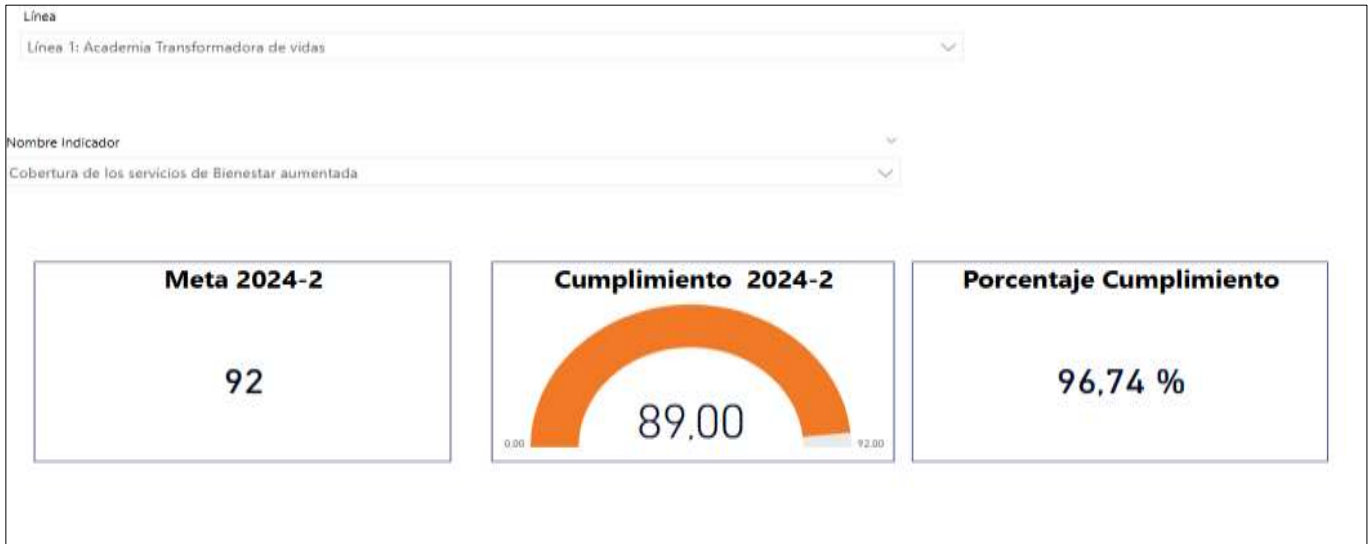 Línea
Línea 1: Academia Transformadora de vidas
Nombre Indicador
Cobertura de los servicios de Bienestar aumentada
Meta 2024-2
92
Cumplimiento 2024-2
89,00
0,00
92,00
Porcentaje Cumplimiento
96,74 %